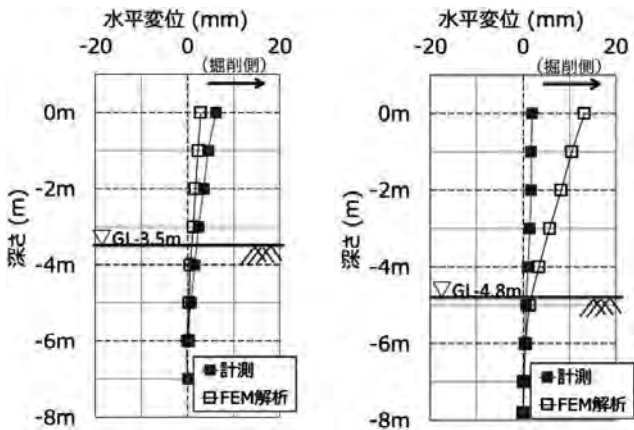 水平変位 (mm)
-20 0 20
(掘削側)
0m
-2m
-4m
-6m
-8m
深さ (m)
GL-3.5m
■計測
□FEM解析
水平変位 (mm)
-20 0 20
(掘削側)
0m
-2m
-4m
-6m
-8m
深さ (m)
GL-4.8m
■計測
□FEM解析